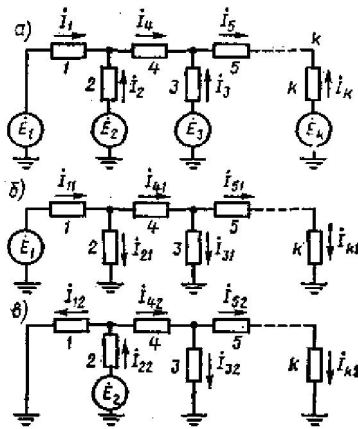 а) İ₁ İ₄ İ₅ k
1 4 5
2 İ₂ 3 İ₃ k İₖ
Ė₁ Ė₂ Ė₃ Ėₖ
б) İ₁₁ İ₄₁ İ₅₁
1 4 5
Ė₁ 2 İ₂₁ 3 İ₃₁ k İₖ₁
в) İ₁₂ İ₄₂ İ₅₂
1 4 5
2 İ₂₂ 3 İ₃₂ k İₖ₂
Ė₂